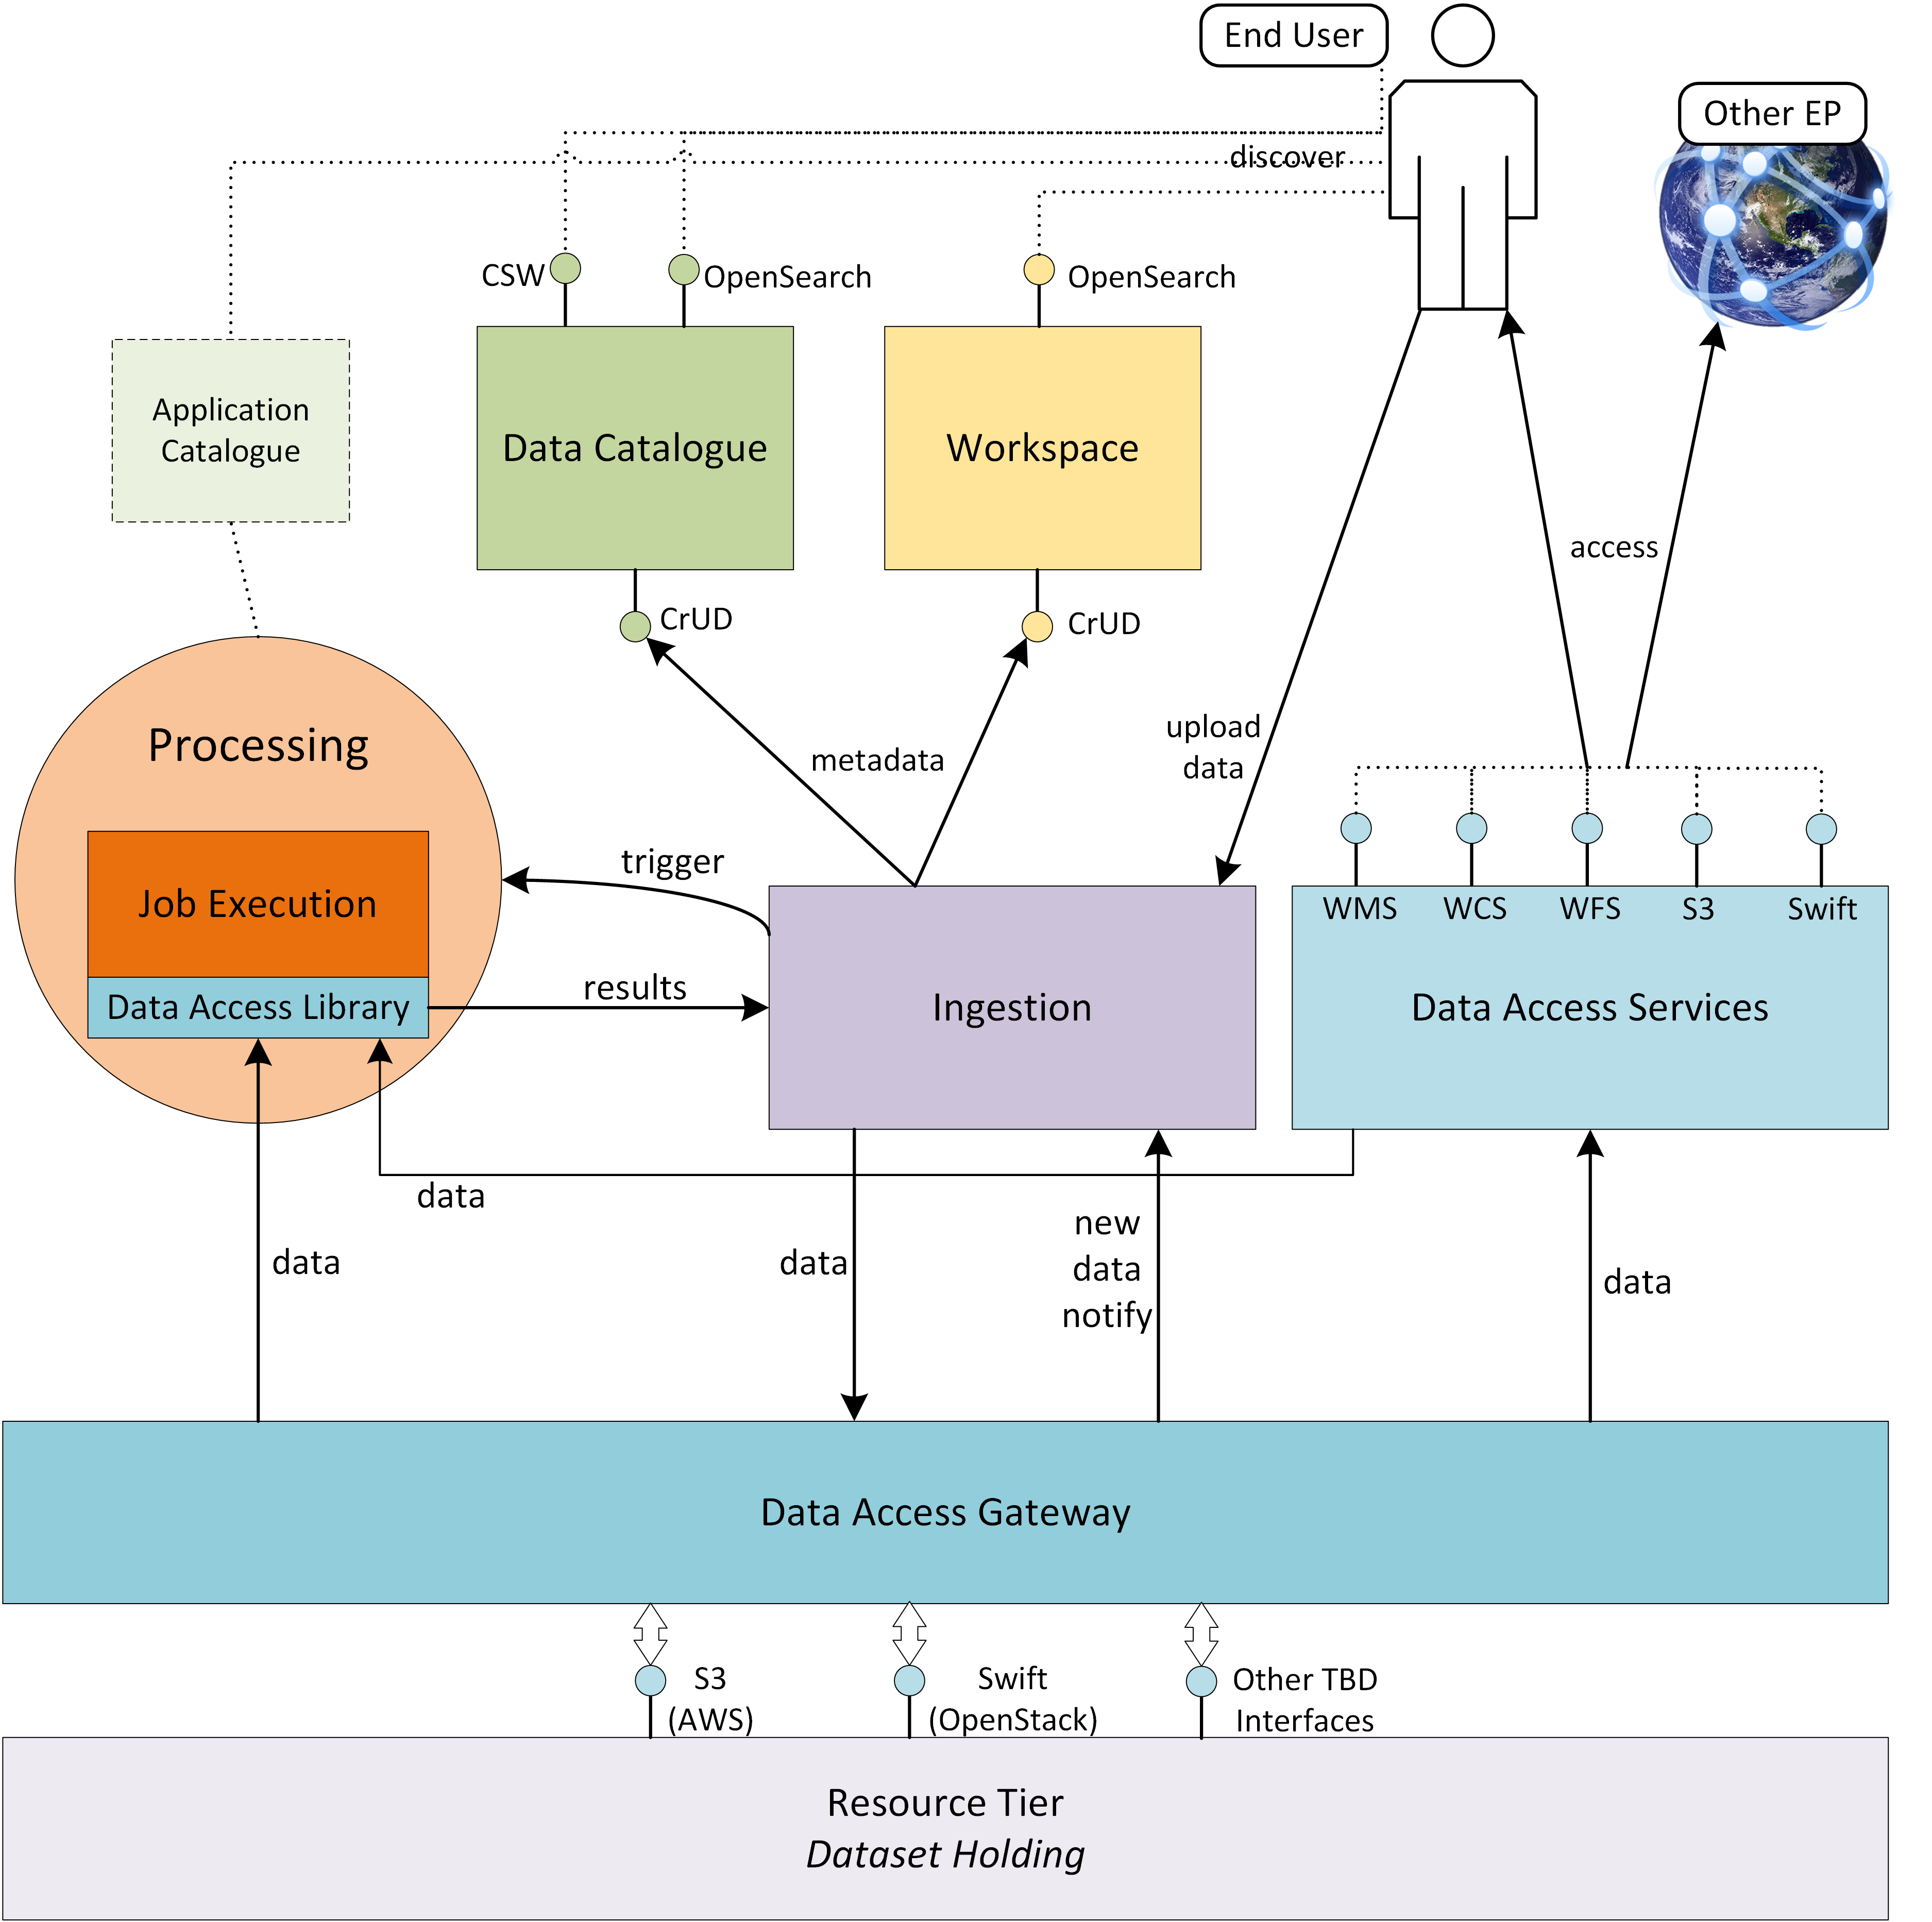 End User
Other EP
discover
CSW
OpenSearch
OpenSearch
Application
Catalogue
Data Catalogue
Workspace
access
CrUD
CrUD
Processing
metadata
upload
data
trigger
Job Execution
WMS
WCS
WFS
S3
Swift
results
Data Access Library
Ingestion
Data Access Services
data
new
data
notify
data
data
data
Data Access Gateway
S3
(AWS)
Swift
(OpenStack)
Other TBD
Interfaces
Resource Tier
Dataset Holding